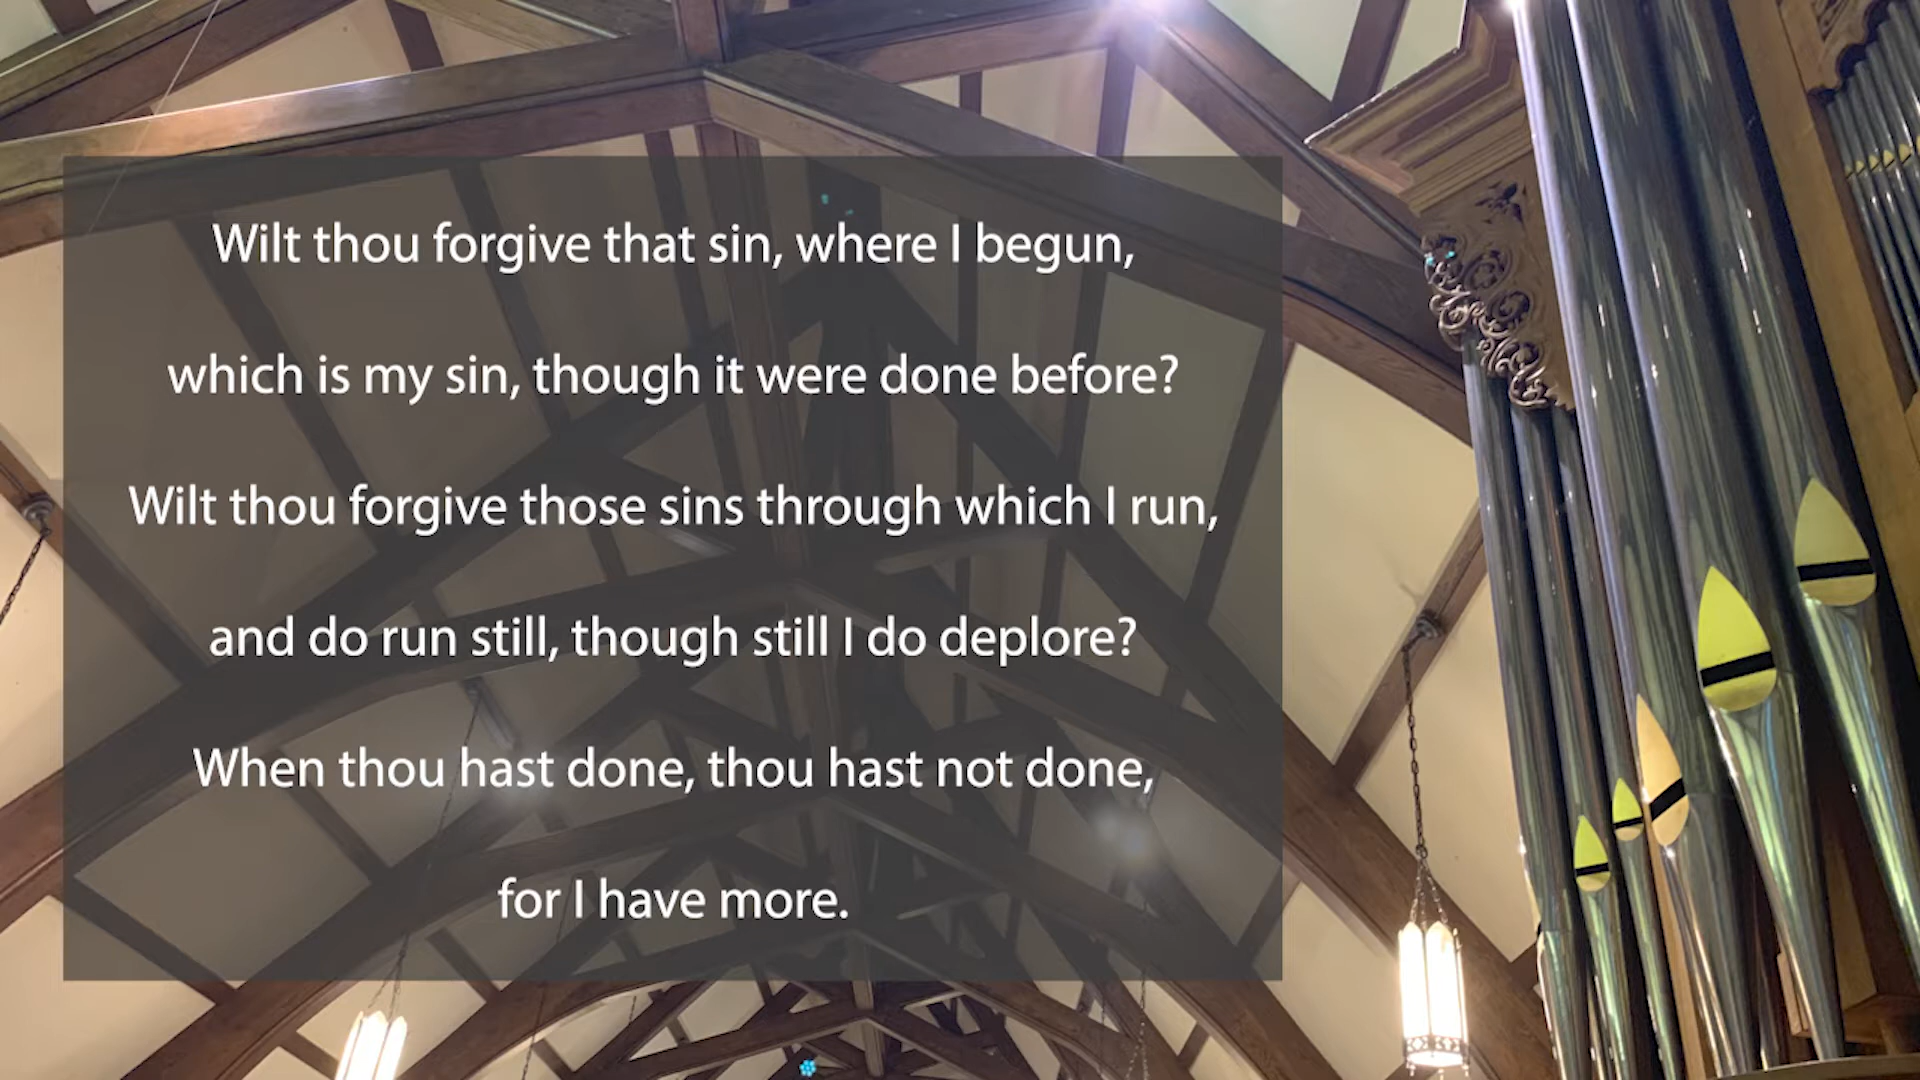 Wilt thou forgive that sin, where I begun,
which is my sin, though it were done before?
Wilt thou forgive those sins through which I run,
and do run still, though still I do deplore?
When thou hast done, thou hast not done,
for I have more.